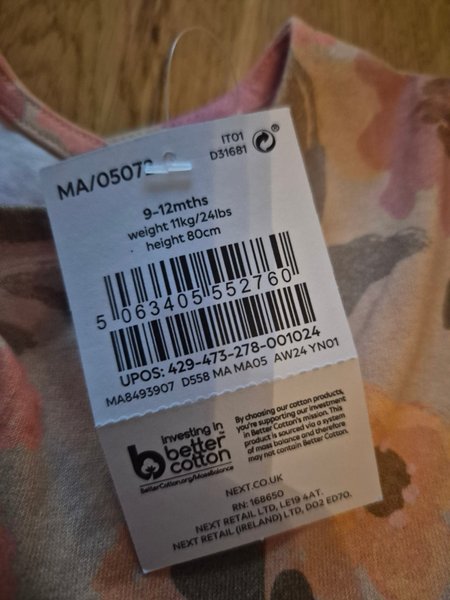 IT01
D31681
9-12mths
weight 11kg/24lbs
height 80cm
5 063405 552760
UPOS: 429-473-278-001024
MA8493907 D558 MA MA05 AW24 YN01
investing in
better
cotton
betterCotton.org/MassBalance
By choosing our cotton products,
you're supporting our investment
in Better Cotton's mission. This
product is sourced via a system
of mass balance and therefore
may not contain Better Cotton.
NEXT.CO.UK
RN: 168650
NEXT RETAIL LTD, LE19 4AT.
NEXT RETAIL (IRELAND) LTD, D02 ED70.